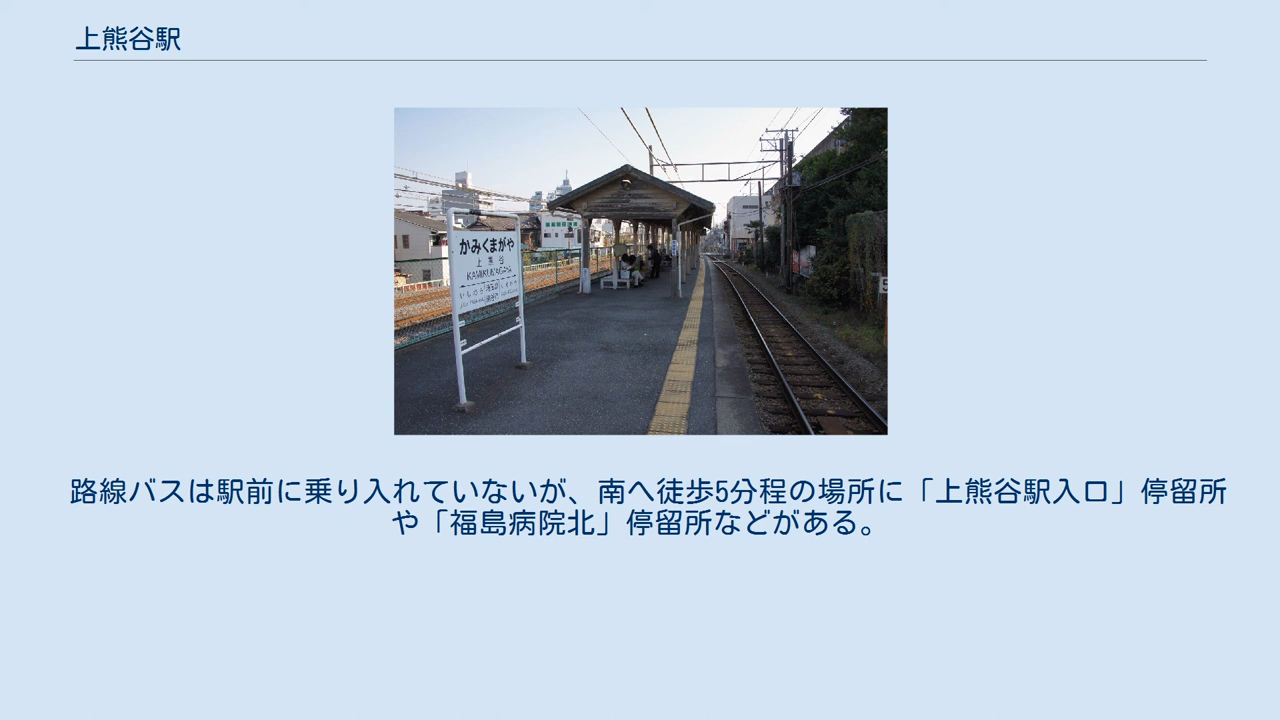 上熊谷駅
かみくまがや
上熊谷
KAMIKUMAGAYA
路線バスは駅前に乗り入れていないが、南へ徒歩5分程の場所に「上熊谷駅入口」停留所
や「福島病院北」停留所などがある。